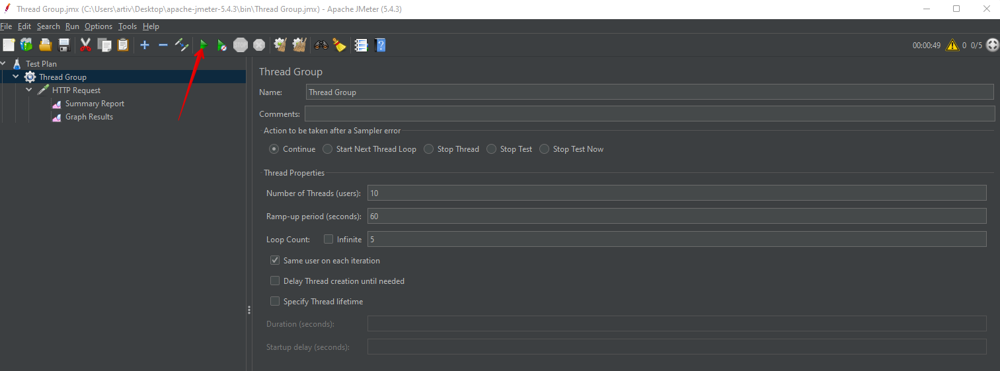 Thread Group.jmx (C:\Users\artiv\Desktop\apache-jmeter-5.4.3\bin\Thread Group.jmx) - Apache JMeter (5.4.3)
File Edit Search Run Options Tools Help
00:00:49 0 0/5
Test Plan
Thread Group
HTTP Request
Summary Report
Graph Results
Thread Group
Name: Thread Group
Comments:
Action to be taken after a Sampler error
Continue Start Next Thread Loop Stop Thread Stop Test Stop Test Now
Thread Properties
Number of Threads (users): 10
Ramp-up period (seconds): 60
Loop Count: Infinite 5
Same user on each iteration
Delay Thread creation until needed
Specify Thread lifetime
Duration (seconds):
Startup delay (seconds):